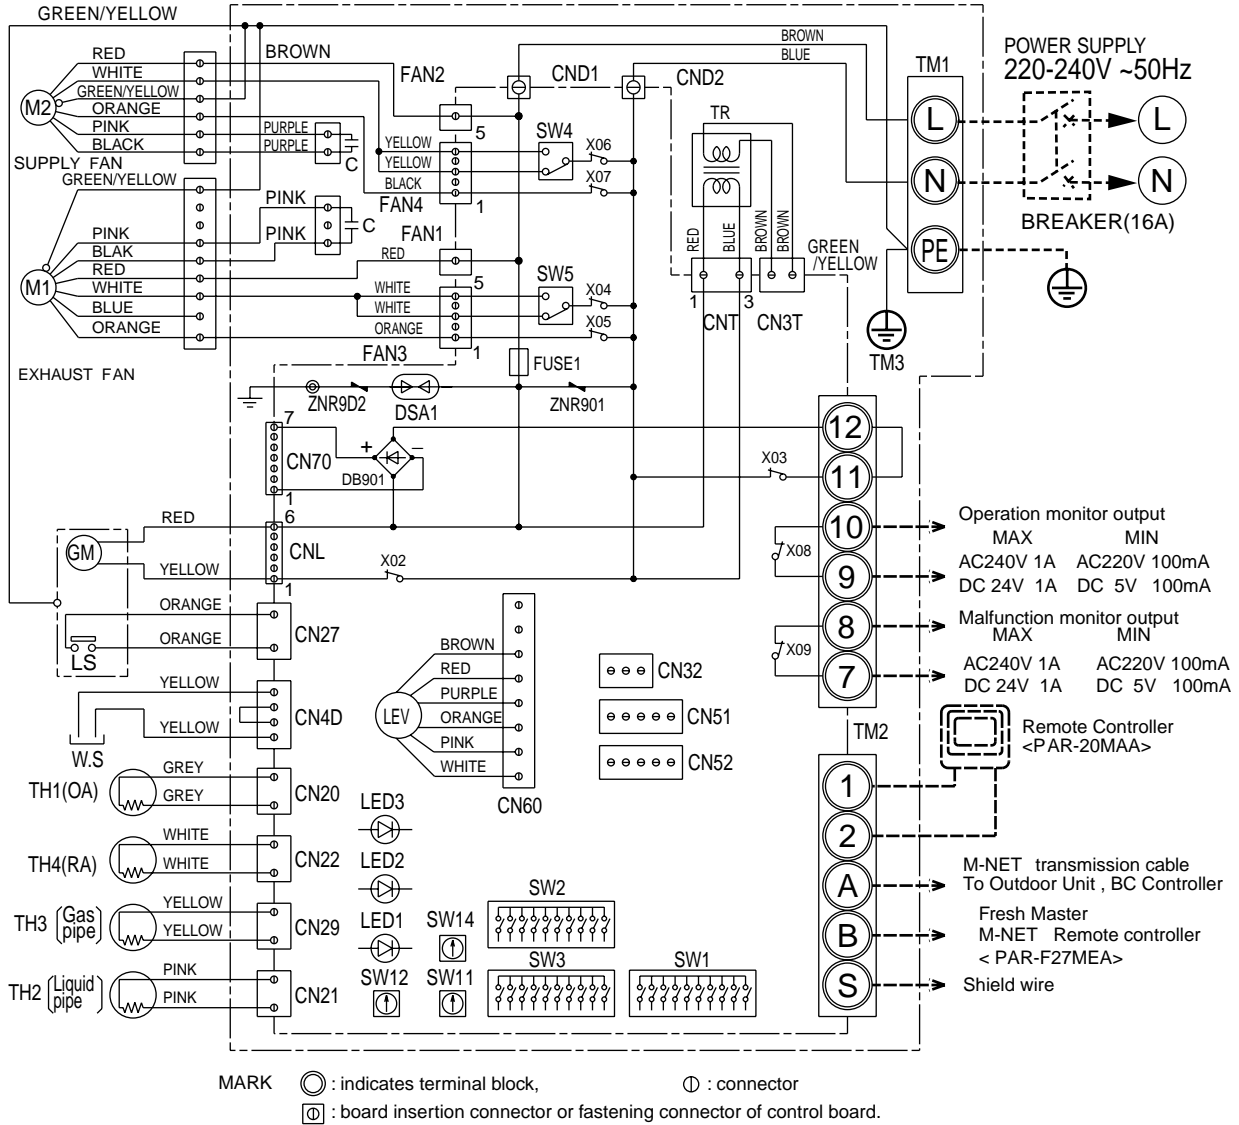 GREEN/YELLOW
RED
WHITE
GREEN/YELLOW
ORANGE
PINK
BLACK
M2
SUPPLY FAN
GREEN/YELLOW
BROWN
PURPLE
PURPLE
C
PINK
PINK
C
PINK
BLAK
RED
WHITE
BLUE
ORANGE
M1
EXHAUST FAN
FAN2
5
YELLOW
YELLOW
BLACK
FAN4
1
FAN1
RED
5
WHITE
WHITE
ORANGE
1
FAN3
CND1
CND2
BROWN
BLUE
SW4
X06
X07
SW5
X04
X05
TR
RED
BLUE
BROWN
BROWN
1
3
CNT
CN3T
GREEN
/YELLOW
TM1
L
N
PE
TM3
POWER SUPPLY
220-240V ~50Hz
L
N
BREAKER(16A)
FUSE1
ZNR9D2
DSA1
ZNR901
7
CN70
1
+
−
DB901
X03
12
11
10
9
8
7
X08
X09
TM2
Operation monitor output
MAX MIN
AC240V 1A AC220V 100mA
DC 24V 1A DC 5V 100mA
Malfunction monitor output
MAX MIN
AC240V 1A AC220V 100mA
DC 24V 1A DC 5V 100mA
GM
RED
YELLOW
6
CNL
1
X02
ORANGE
ORANGE
CN27
LS
YELLOW
YELLOW
CN4D
W.S
TH1(OA)
GREY
GREY
CN20
TH4(RA)
WHITE
WHITE
CN22
TH3 (Gas pipe)
YELLOW
YELLOW
CN29
TH2 (Liquid pipe)
PINK
PINK
CN21
LEV
BROWN
RED
PURPLE
ORANGE
PINK
WHITE
CN60
CN32
CN51
CN52
LED3
LED2
LED1
SW14
SW12
SW11
SW2
SW3
SW1
1
2
A
B
S
Remote Controller
<PAR-20MAA>
M-NET transmission cable
To Outdoor Unit , BC Controller
Fresh Master
M-NET Remote controller
< PAR-F27MEA>
Shield wire
MARK : indicates terminal block, : connector
: board insertion connector or fastening connector of control board.